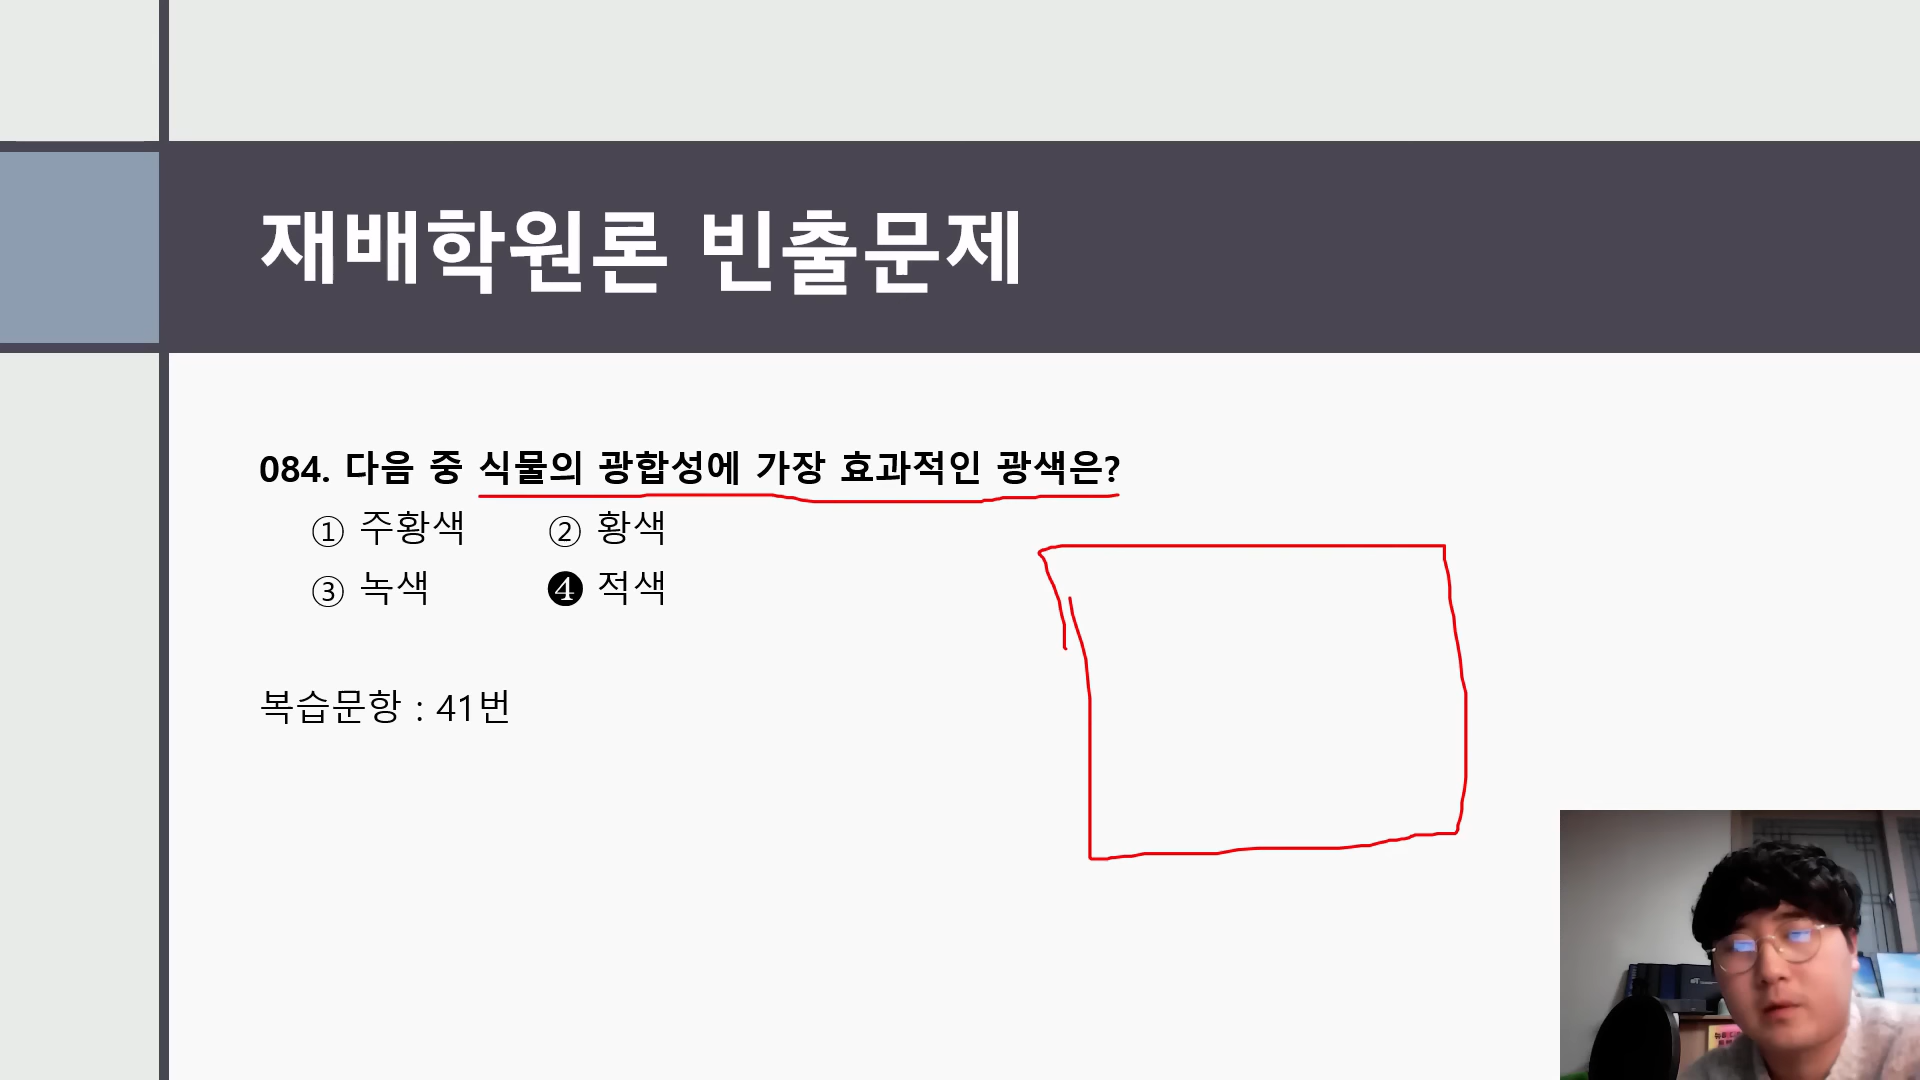 재배학원론 빈출문제
084. 다음 중 식물의 광합성에 가장 효과적인 광색은?
① 주황색 ② 황색
③ 녹색 ❹ 적색
복습문항 : 41번